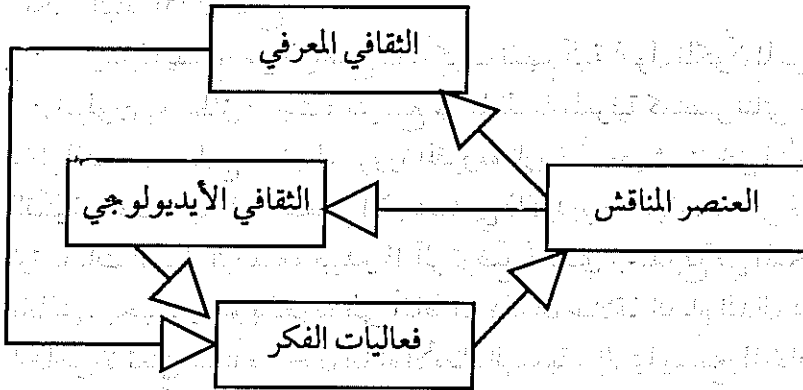 الثقافي المعرفي
العنصر المناقش
الثقافي الأيديولوجي
فعاليات الفكر